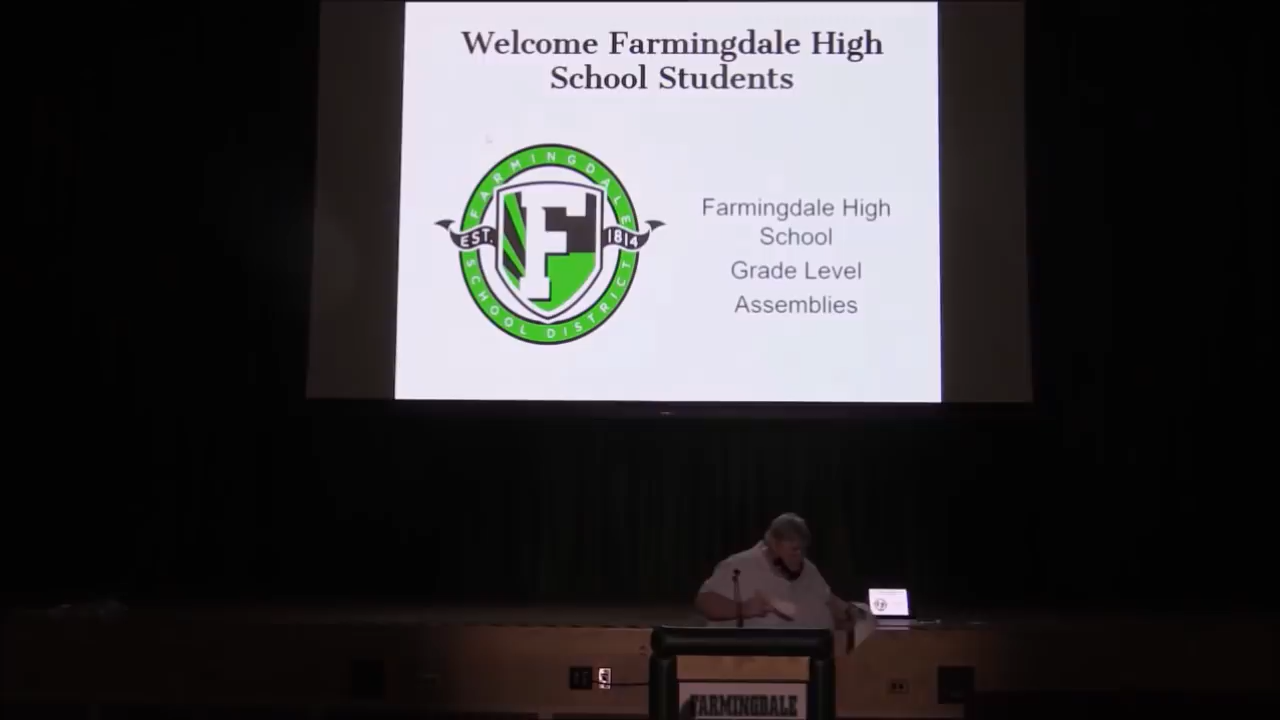 Welcome Farmingdale High
School Students
FARMINGDALE
EST. 1814
F
SCHOOL DISTRICT
Farmingdale High
School
Grade Level
Assemblies
FARMINGDALE